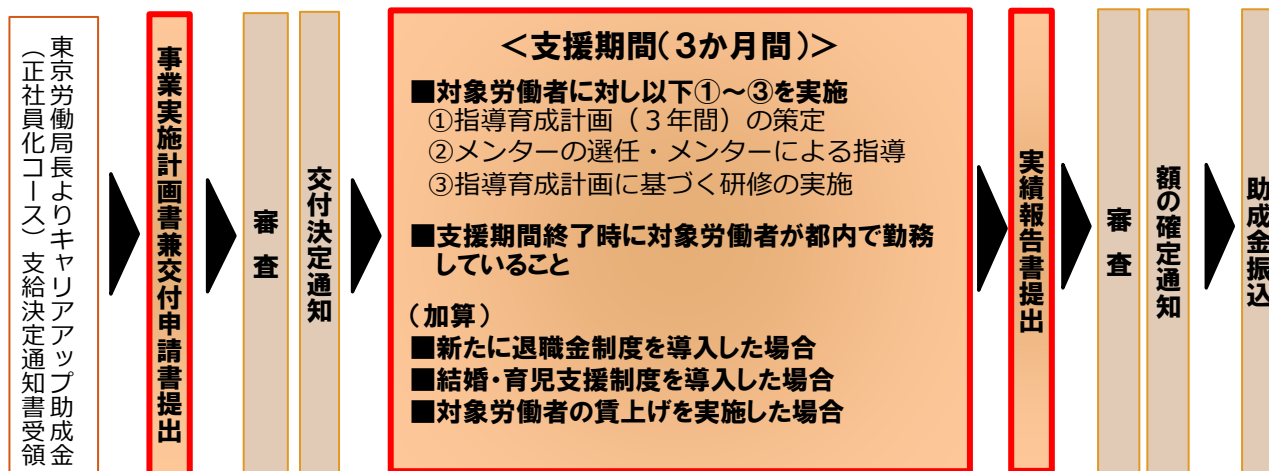 東京労働局長よりキャリアアップ助成金
（正社員化コース）支給決定通知書受領
事業実施計画書兼交付申請書提出
審査
交付決定通知
＜支援期間（３か月間）＞
■対象労働者に対し以下①～③を実施
①指導育成計画（３年間）の策定
②メンターの選任・メンターによる指導
③指導育成計画に基づく研修の実施
■支援期間終了時に対象労働者が都内で勤務
していること
（加算）
■新たに退職金制度を導入した場合
■結婚・育児支援制度を導入した場合
■対象労働者の賃上げを実施した場合
実績報告書提出
審査
額の確定通知
助成金振込